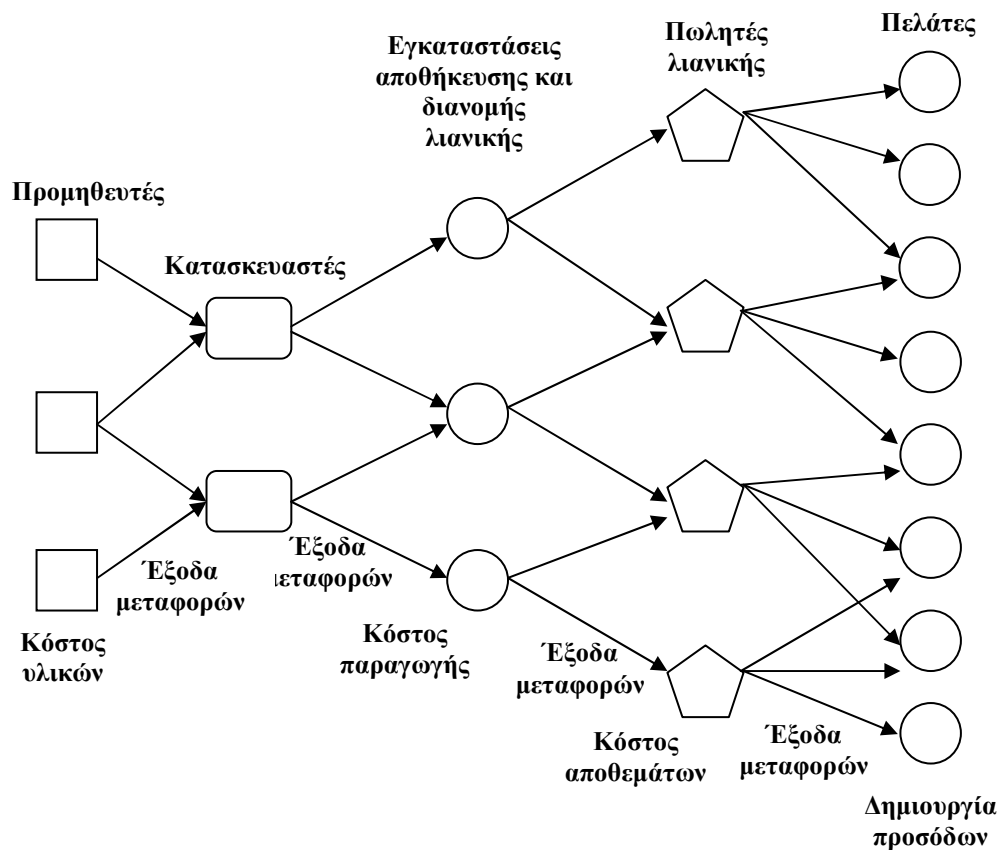 Πελάτες
Πωλητές
λιανικής
Εγκαταστάσεις
αποθήκευσης και
διανομής
λιανικής
Προμηθευτές
Κατασκευαστές
Έξοδα
μεταφορών
Έξοδα
ιεταφορών
Κόστος
υλικών
Κόστος
παραγωγής
Έξοδα
μεταφορών
Κόστος
αποθεμάτων
Έξοδα
μεταφορών
Δημιουργία
προσόδων